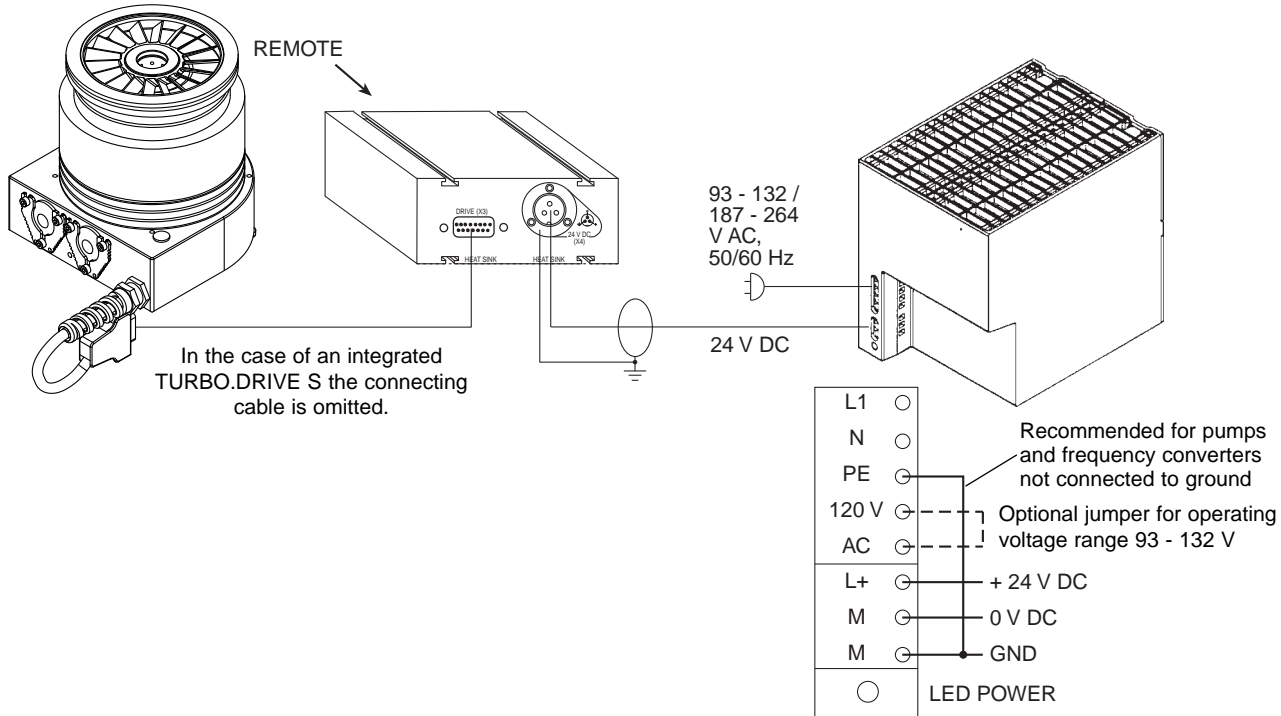 REMOTE
DRIVE (X3)
24 V DC
(X4)
HEAT SINK
HEAT SINK
93 - 132 /
187 - 264
V AC,
50/60 Hz
24 V DC
In the case of an integrated
TURBO.DRIVE S the connecting
cable is omitted.
L1
N
PE
120 V
AC
L+
M
M
Recommended for pumps
and frequency converters
not connected to ground
Optional jumper for operating
voltage range 93 - 132 V
+ 24 V DC
0 V DC
GND
LED POWER